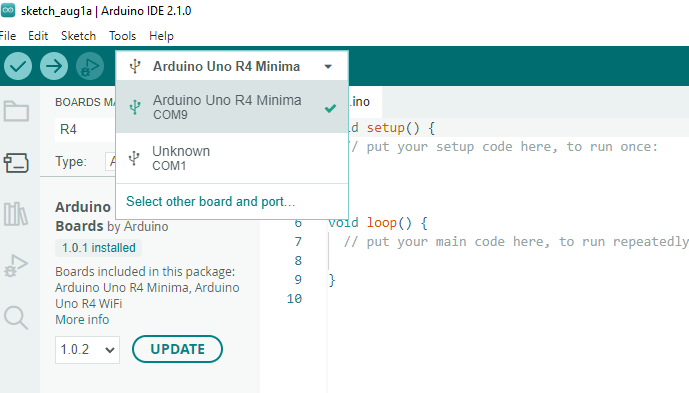 sketch_aug1a | Arduino IDE 2.1.0
File Edit Sketch Tools Help
Arduino Uno R4 Minima
Arduino Uno R4 Minima
COM9
Unknown
COM1
Select other board and port...
BOARDS MA
R4
Type:
Arduino
Boards by Arduino
1.0.1 installed
Boards included in this package:
Arduino Uno R4 Minima, Arduino
Uno R4 WiFi
More info
1.0.2
UPDATE
.ino
d setup() {
// put your setup code here, to run once:
6 void loop() {
7 // put your main code here, to run repeatedly
8
9 }
10